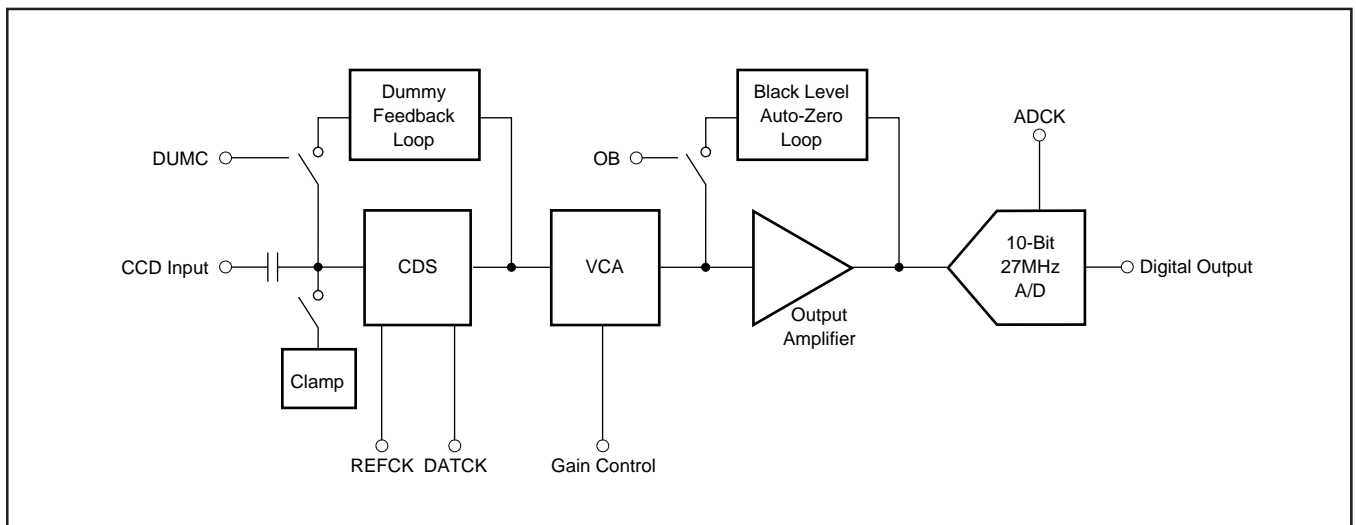 Dummy
Feedback
Loop
Black Level
Auto-Zero
Loop
ADCK
DUMC
OB
CCD Input
CDS
VCA
Output
Amplifier
10-Bit
27MHz
A/D
Digital Output
Clamp
REFCK
DATCK
Gain Control